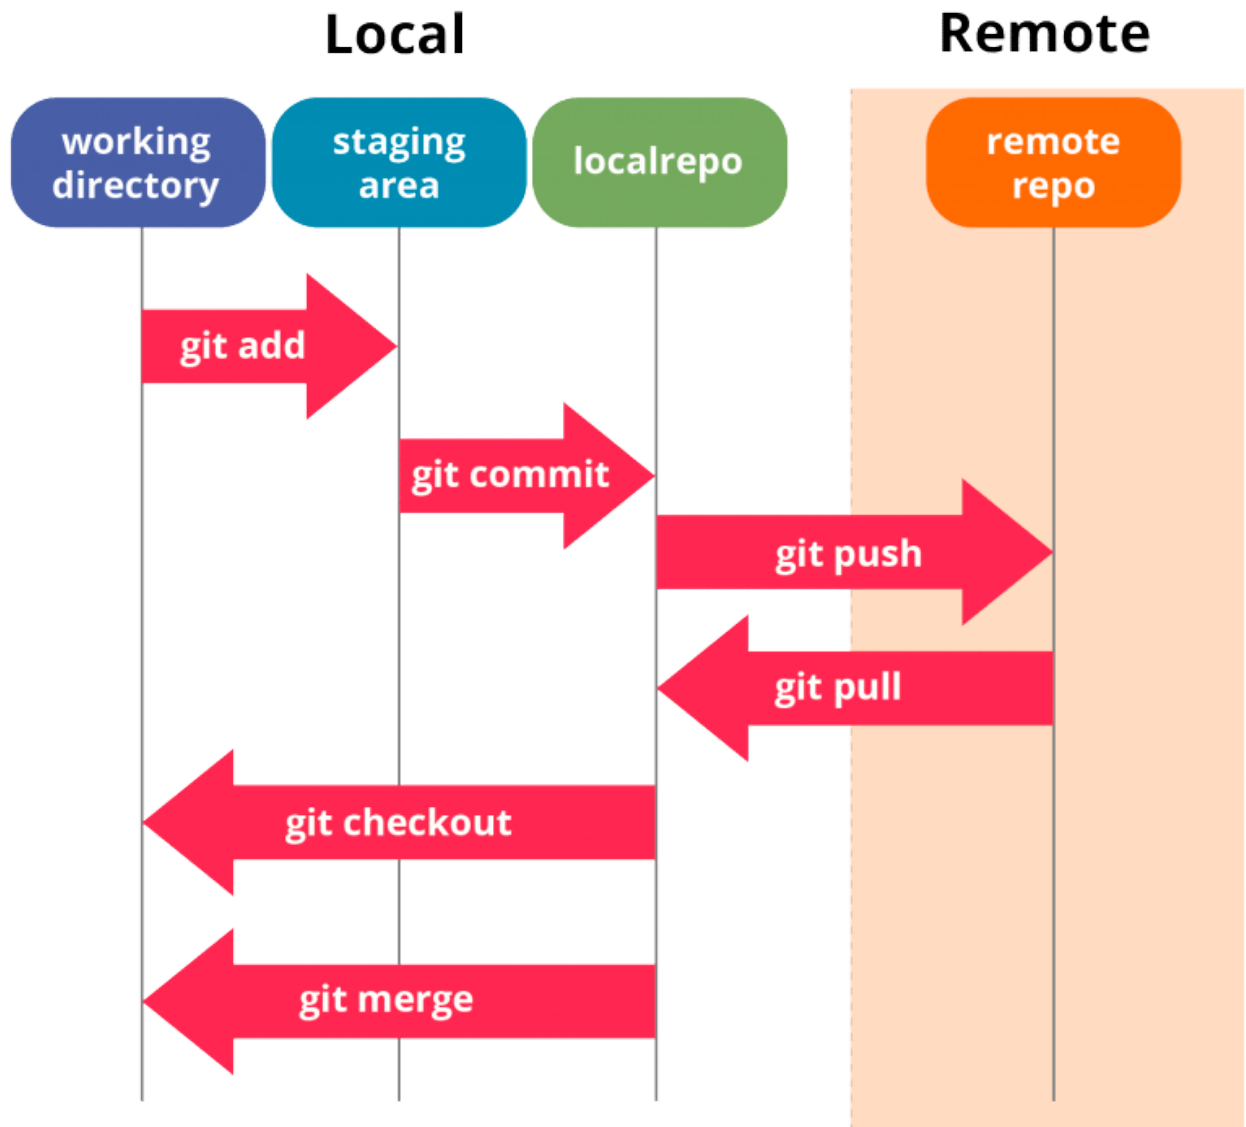 Local
Remote
working
directory
staging
area
localrepo
remote
repo
git add
git commit
git push
git pull
git checkout
git merge